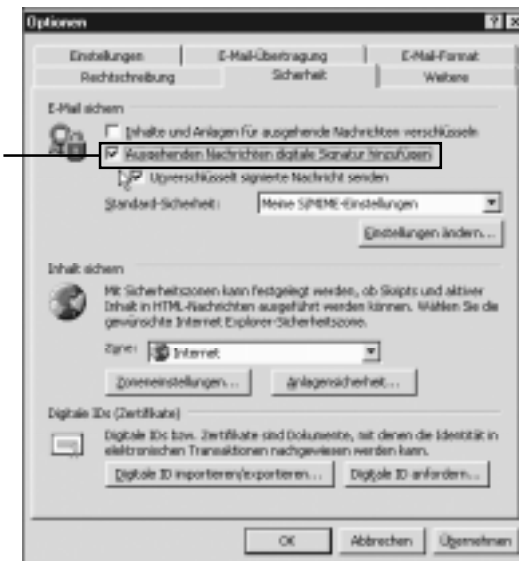 Optionen
Einstellungen
E-Mail-Übertragung
E-Mail-Format
Rechtschreibung
Sicherheit
Weitere
E-Mail sichern
Inhalte und Anlagen für ausgehende Nachrichten verschlüsseln
Ausgehenden Nachrichten digitale Signatur hinzufügen
Unverschlüsselt signierte Nachricht senden
Standard-Sicherheit: Meine S/MIME-Einstellungen
Einstellungen ändern...
Inhalt sichern
Mit Sicherheitszonen kann festgelegt werden, ob Skripts und aktiver
Inhalt in HTML-Nachrichten ausgeführt werden können. Wählen Sie die
gewünschte Internet Explorer-Sicherheitszone.
Zone: Internet
Zoneneinstellungen... Anlagensicherheit...
Digitale IDs (Zertifikate)
Digitale IDs bzw. Zertifikate sind Dokumente, mit denen die Identität in
elektronischen Transaktionen nachgewiesen werden kann.
Digitale ID importieren/exportieren... Digitale ID anfordern...
OK Abbrechen Übernehmen